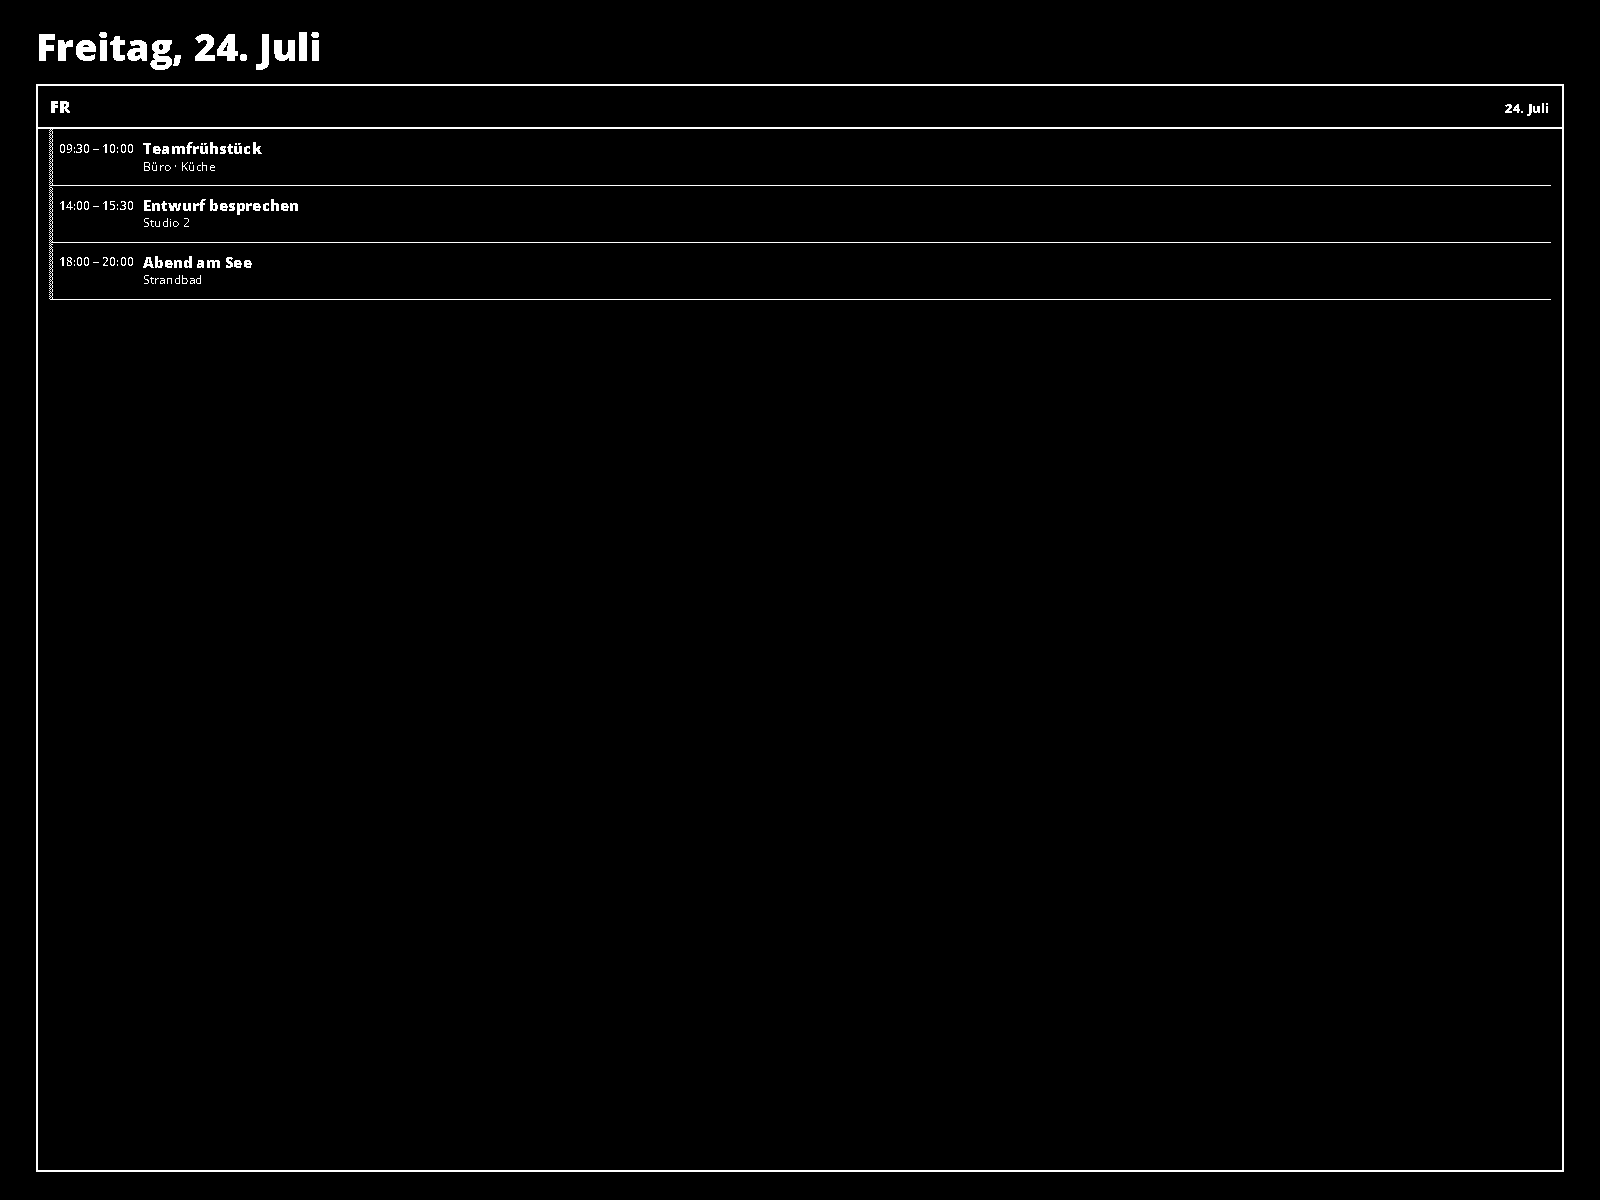 Freitag, 24. Juli
FR 24. Juli
09:30 – 10:00 Teamfrühstück
Büro · Küche
14:00 – 15:30 Entwurf besprechen
Studio 2
18:00 – 20:00 Abend am See
Strandbad